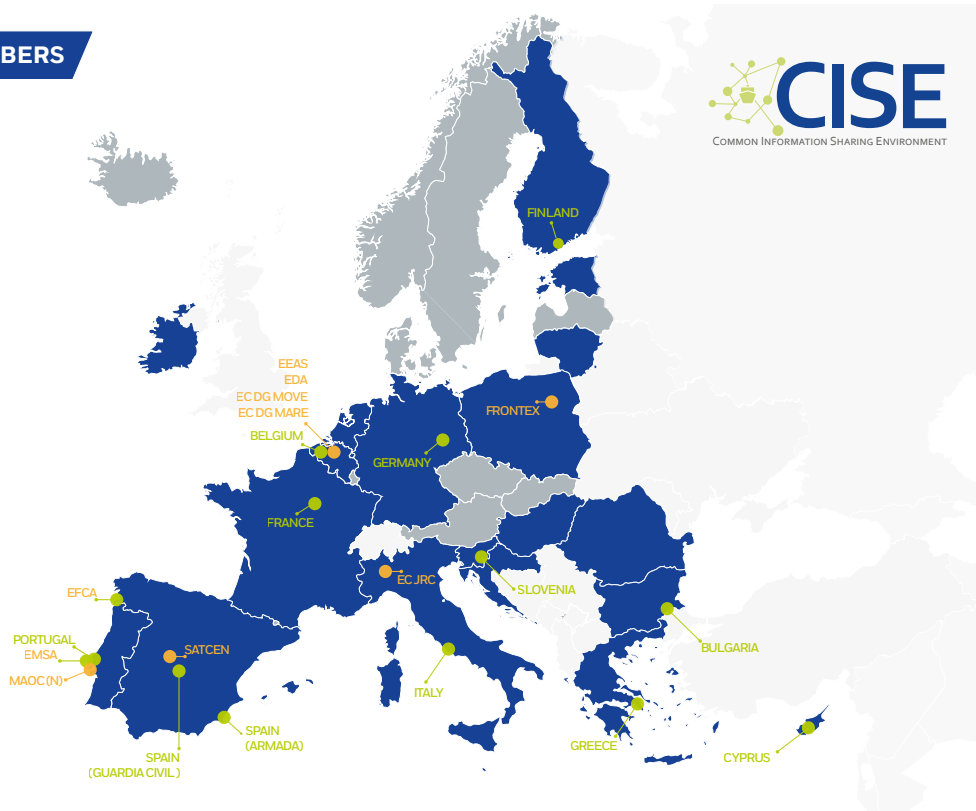 BERS
CISE
COMMON INFORMATION SHARING ENVIRONMENT
FINLAND
EEAS
EDA
EC DG MOVE
EC DG MARE
BELGIUM
FRONTEX
GERMANY
FRANCE
EC JRC
SLOVENIA
EFCA
PORTUGAL
EMSA
MAOC (N)
SATCEN
BULGARIA
ITALY
SPAIN
(ARMADA)
GREECE
SPAIN
(GUARDIA CIVIL )
CYPRUS